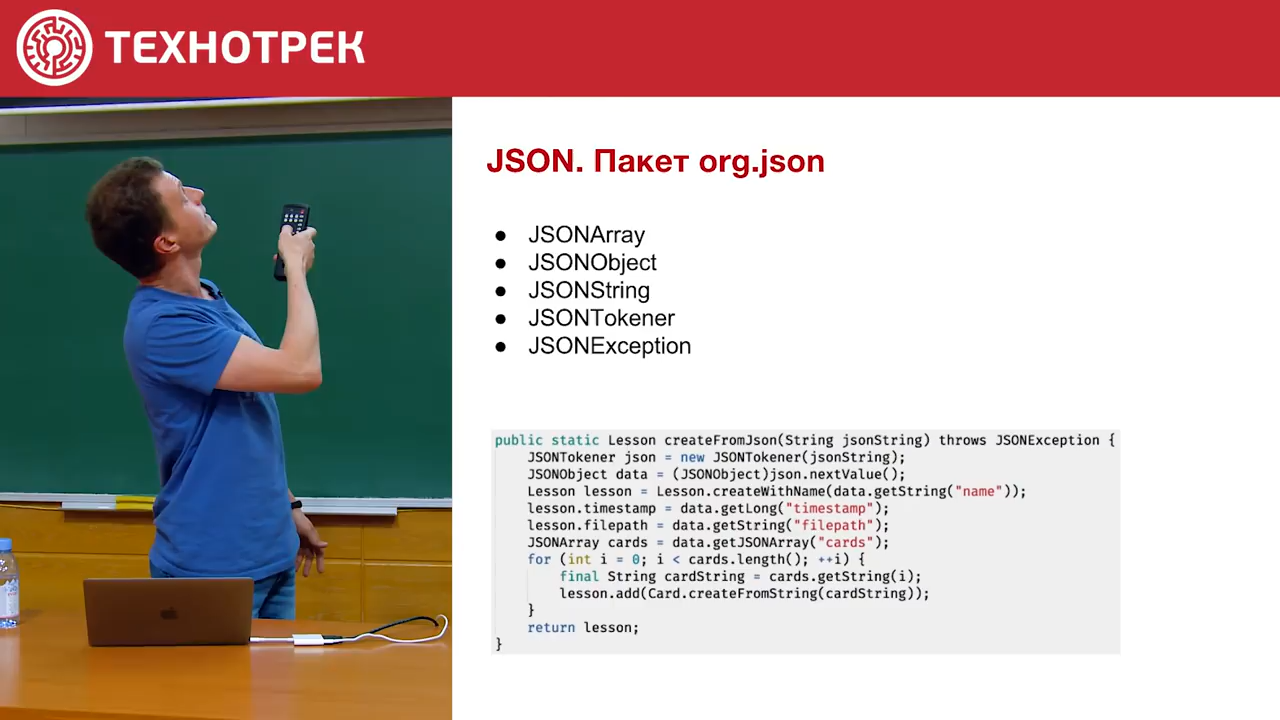 ТЕХНОТРЕК
JSON. Пакет org.json
● JSONArray
● JSONObject
● JSONString
● JSONTokener
● JSONException
public static Lesson createFromJson(String jsonString) throws JSONException {
    JSONTokener json = new JSONTokener(jsonString);
    JSONObject data = (JSONObject)json.nextValue();
    Lesson lesson = Lesson.createWithName(data.getString("name"));
    lesson.timestamp = data.getLong("timestamp");
    lesson.filepath = data.getString("filepath");
    JSONArray cards = data.getJSONArray("cards");
    for (int i = 0; i < cards.length(); ++i) {
        final String cardString = cards.getString(i);
        lesson.add(Card.createFromString(cardString));
    }
    return lesson;
}